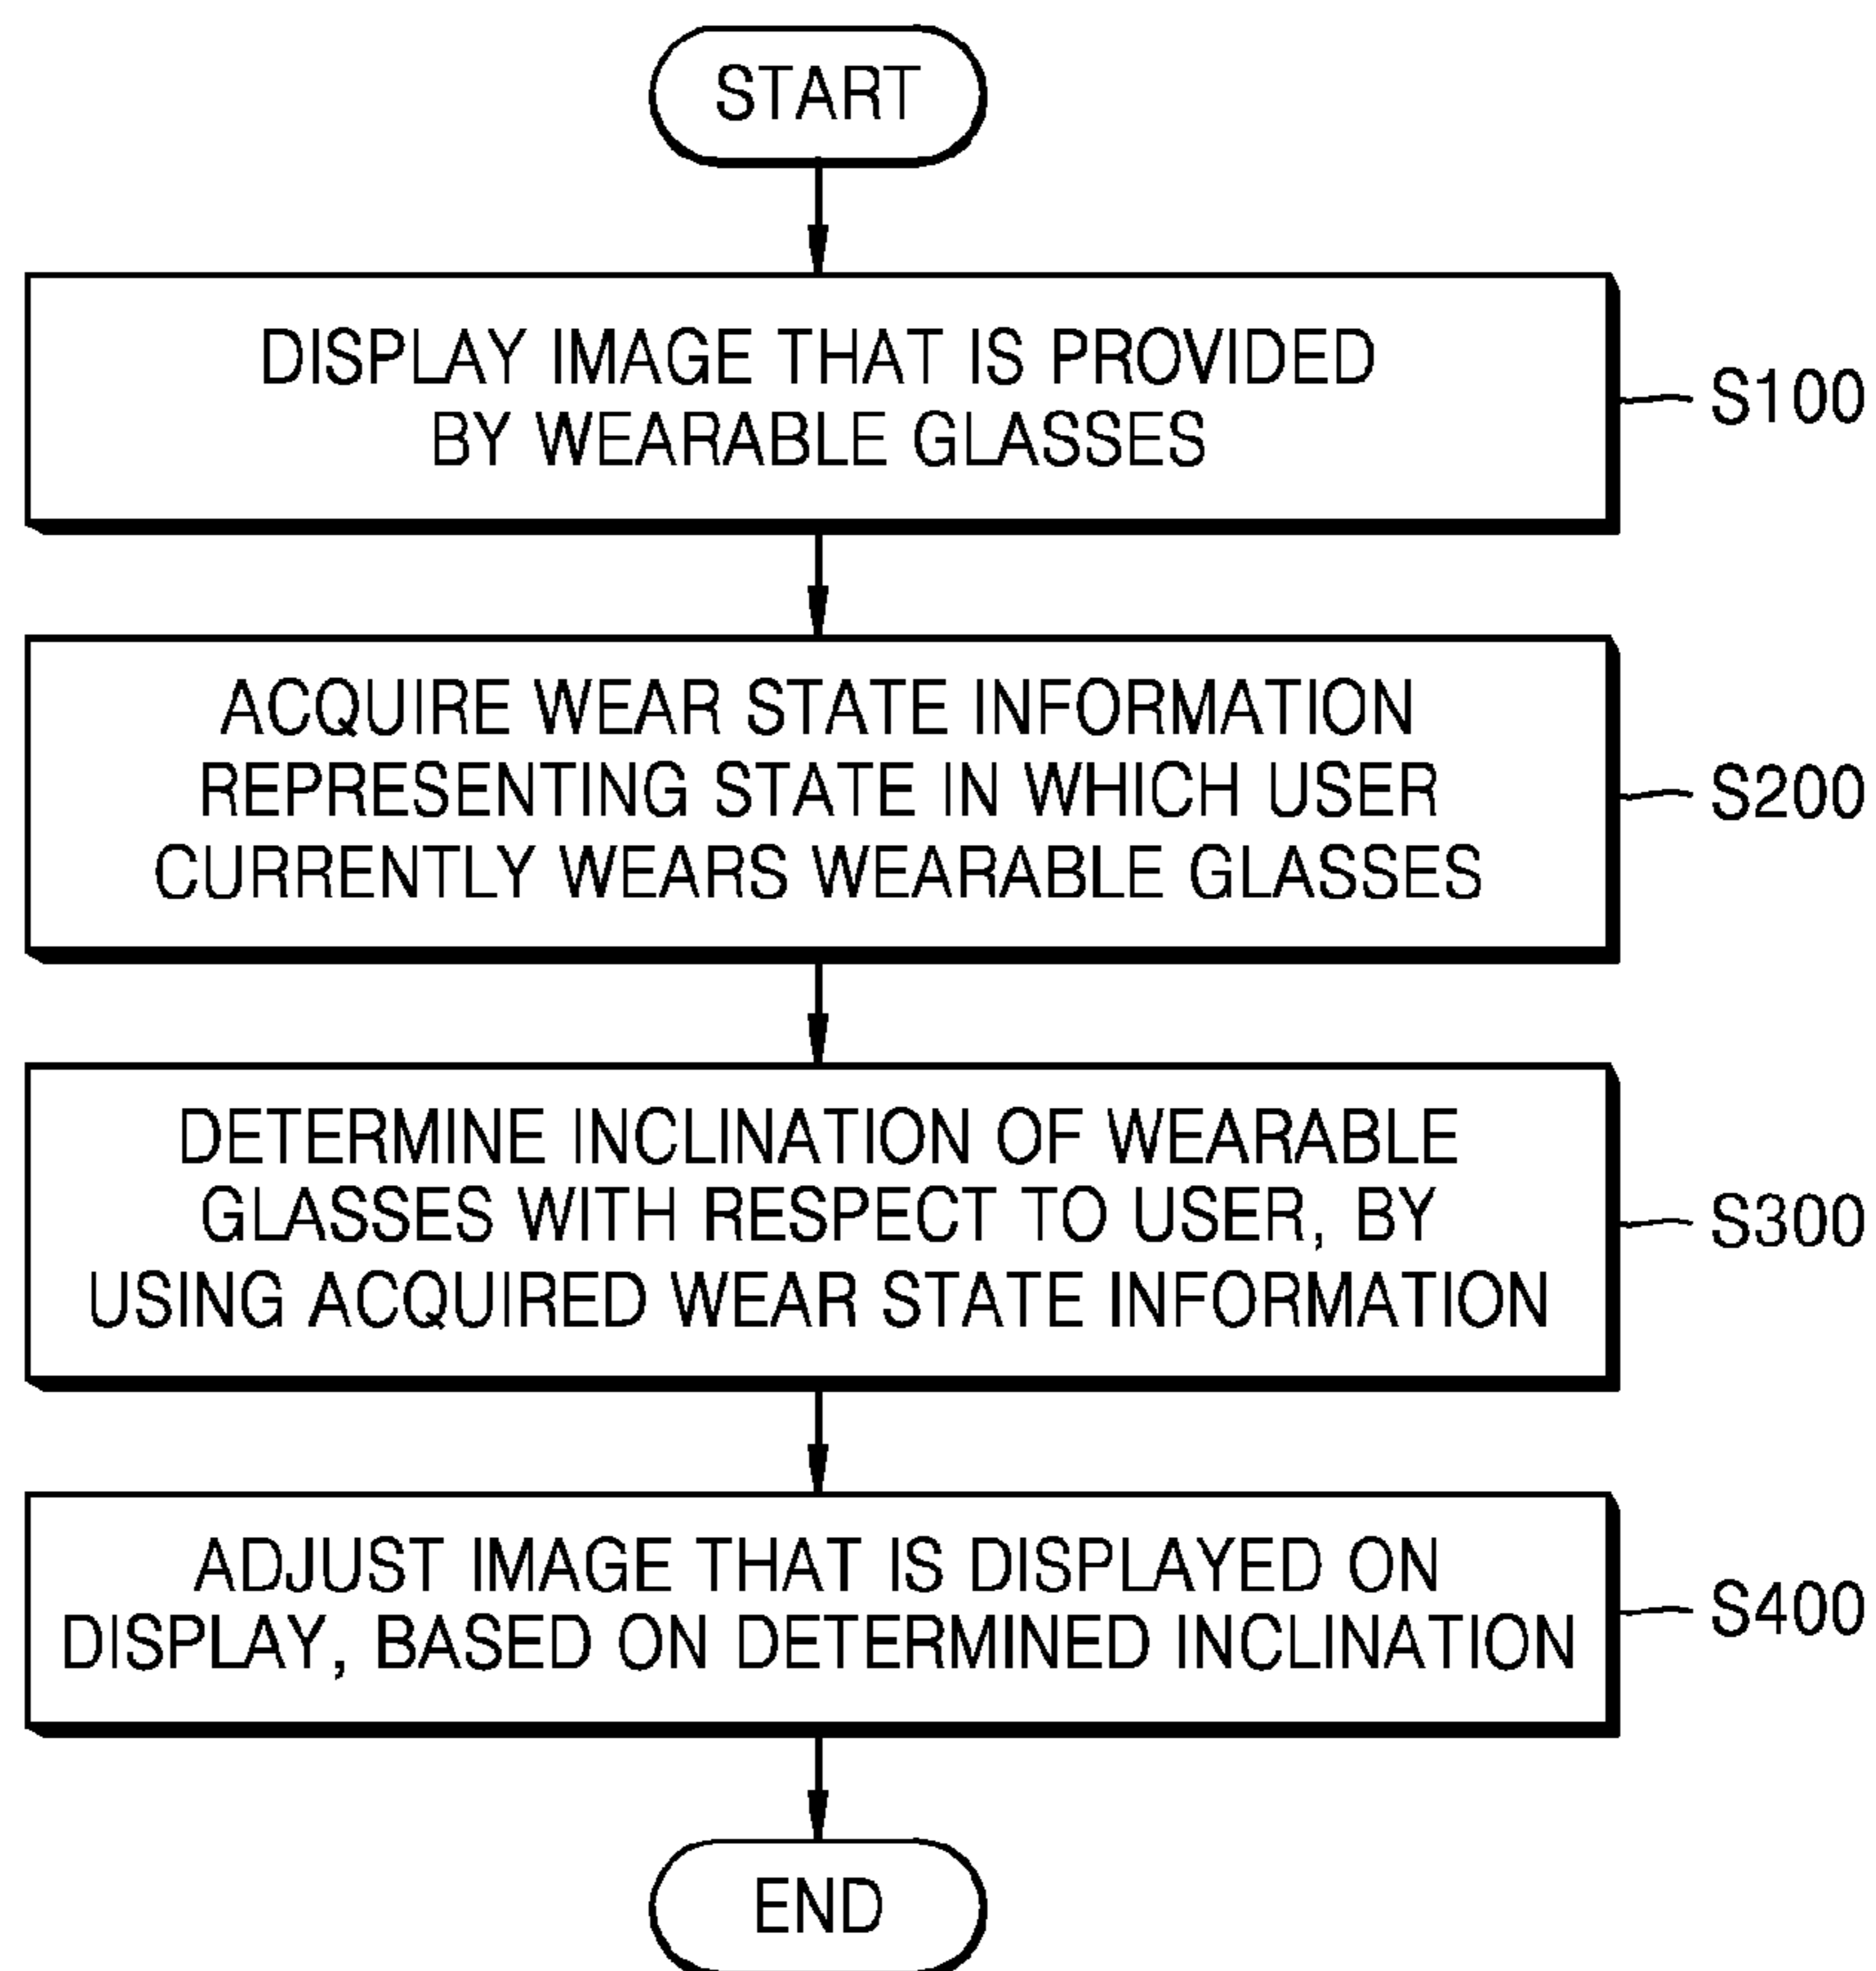 START
DISPLAY IMAGE THAT IS PROVIDED
BY WEARABLE GLASSES
S100
ACQUIRE WEAR STATE INFORMATION
REPRESENTING STATE IN WHICH USER
CURRENTLY WEARS WEARABLE GLASSES
S200
DETERMINE INCLINATION OF WEARABLE
GLASSES WITH RESPECT TO USER, BY
USING ACQUIRED WEAR STATE INFORMATION
S300
ADJUST IMAGE THAT IS DISPLAYED ON
DISPLAY, BASED ON DETERMINED INCLINATION
S400
END